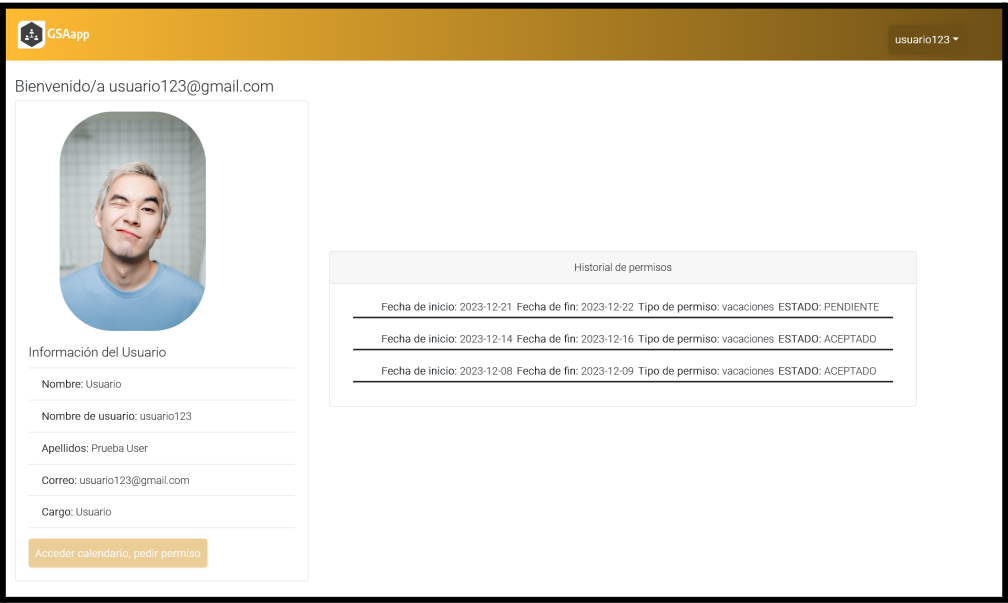 GSAapp
usuario123
Bienvenido/a usuario123@gmail.com
Información del Usuario
Nombre: Usuario
Nombre de usuario: usuario123
Apellidos: Prueba User
Correo: usuario123@gmail.com
Cargo: Usuario
Acceder calendario, pedir permiso
Historial de permisos
Fecha de inicio: 2023-12-21 Fecha de fin: 2023-12-22 Tipo de permiso: vacaciones ESTADO: PENDIENTE
Fecha de inicio: 2023-12-14 Fecha de fin: 2023-12-16 Tipo de permiso: vacaciones ESTADO: ACEPTADO
Fecha de inicio: 2023-12-08 Fecha de fin: 2023-12-09 Tipo de permiso: vacaciones ESTADO: ACEPTADO